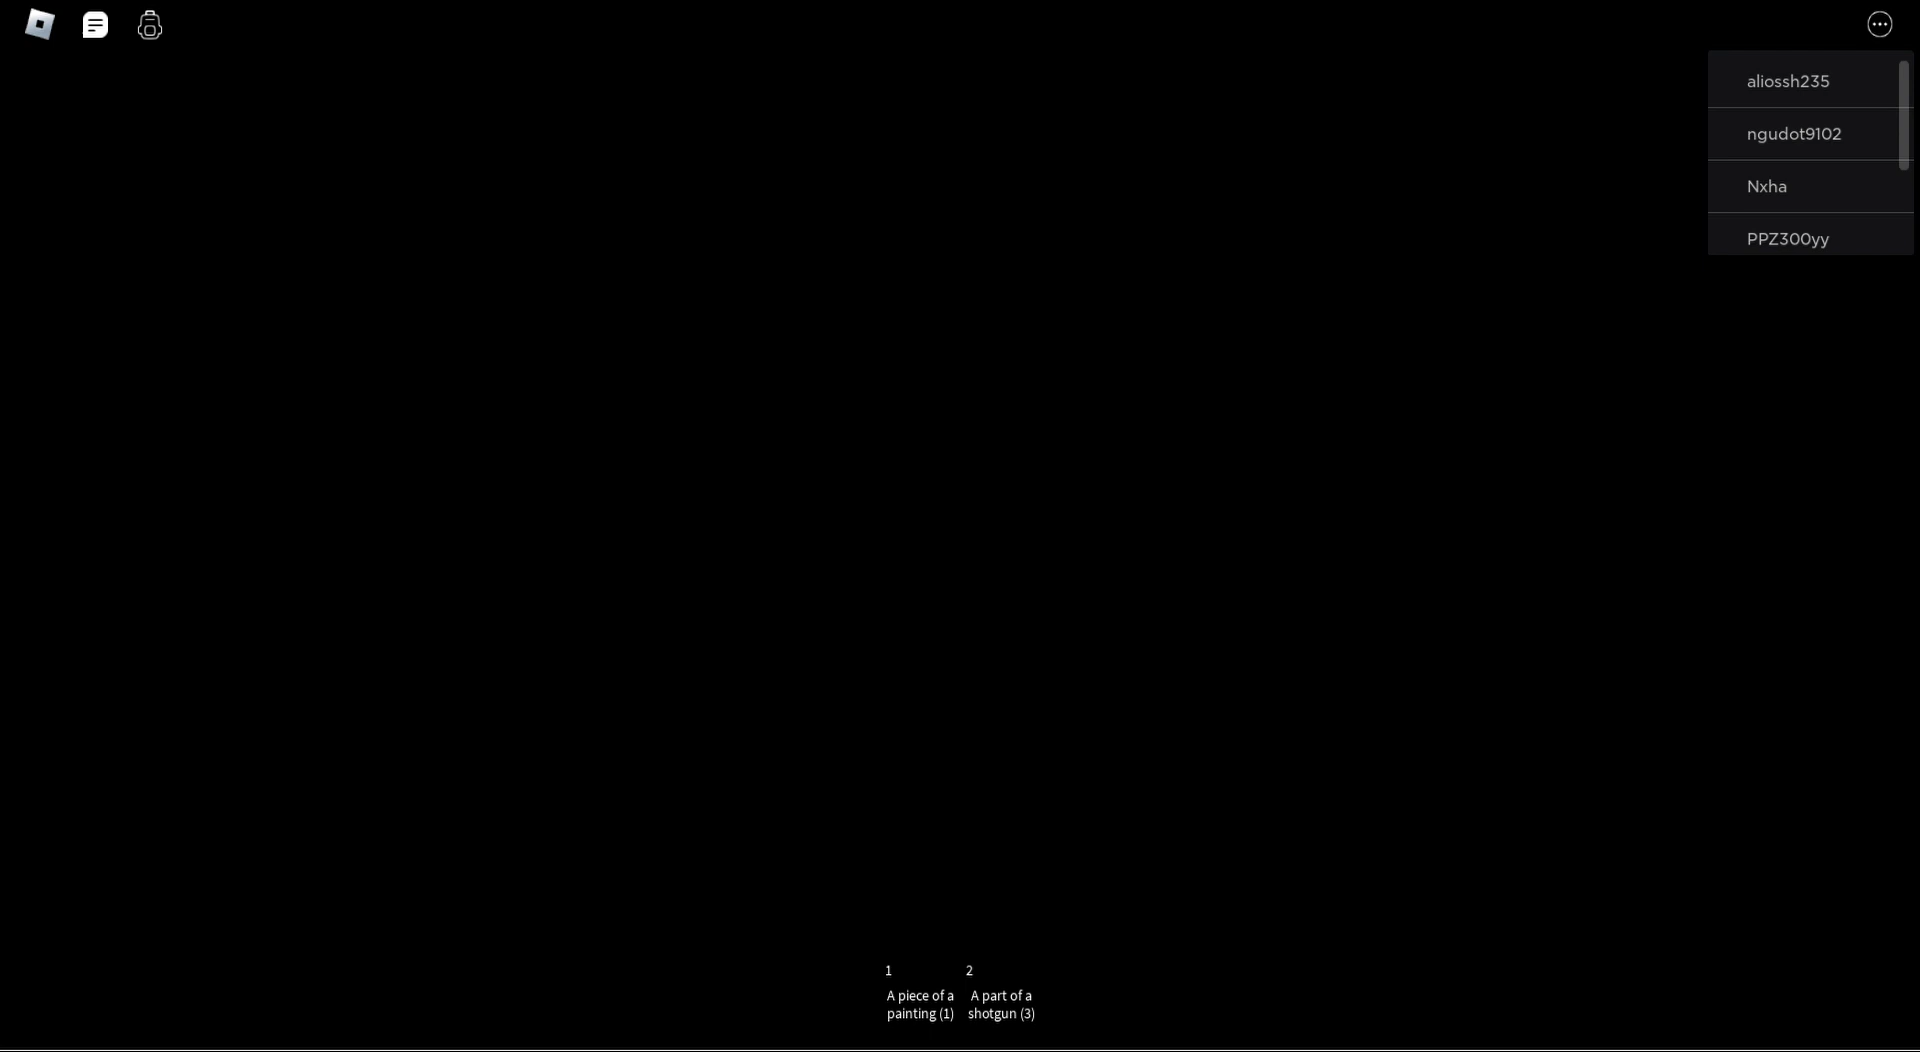 aliossh235
ngudot9102
Nxha
PPZ300yy
1
A piece of a
painting (1)
2
A part of a
shotgun (3)